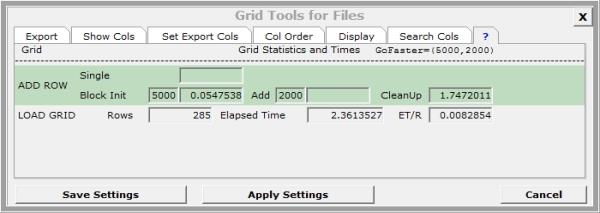 Grid Tools for Files X
Export Show Cols Set Export Cols Col Order Display Search Cols ?
Grid Grid Statistics and Times GoFaster=(5000,2000)
Single
ADD ROW
Block Init 5000 0.0547538 Add 2000 CleanUp 1.7472011
LOAD GRID Rows 285 Elapsed Time 2.3613527 ET/R 0.0082854
Save Settings Apply Settings Cancel